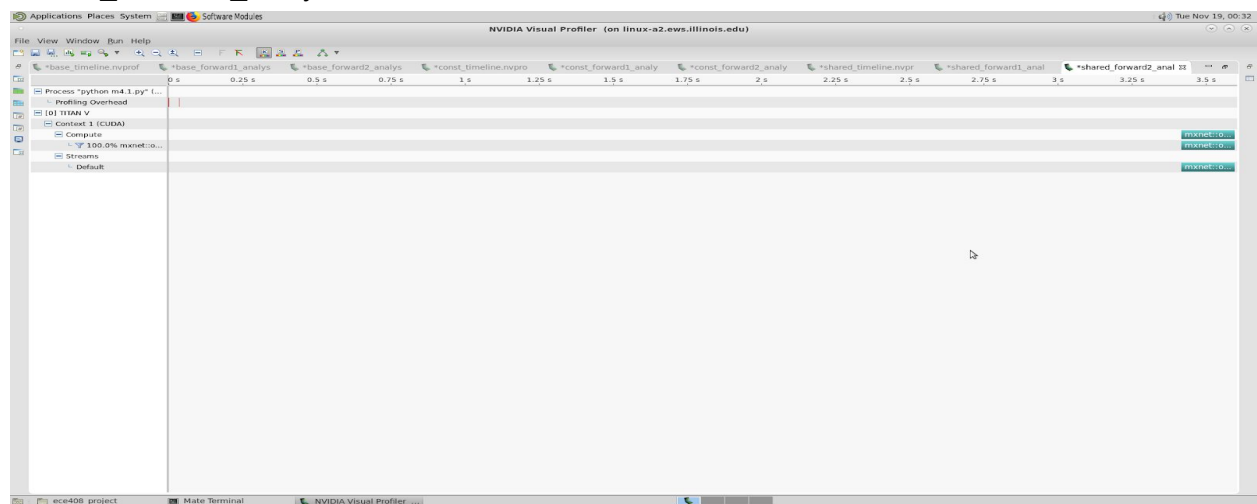 Applications Places System Software Modules Tue Nov 19, 00:32
NVIDIA Visual Profiler (on linux-a2.ews.illinois.edu)
File View Window Run Help
*base_timeline.nvprof *base_forward1_analys *base_forward2_analys *const_timeline.nvpro *const_forward1_analy *const_forward2_analy *shared_timeline.nvpr *shared_forward1_anal *shared_forward2_anal
0 s 0.25 s 0.5 s 0.75 s 1 s 1.25 s 1.5 s 1.75 s 2 s 2.25 s 2.5 s 2.75 s 3 s 3.25 s 3.5 s
Process "python m4.1.py" (...
Profiling Overhead
[0] TITAN V
Context 1 (CUDA)
Compute mxnet::o...
100.0% mxnet::o... mxnet::o...
Streams
Default mxnet::o...
ece408_project Mate Terminal NVIDIA Visual Profiler ...